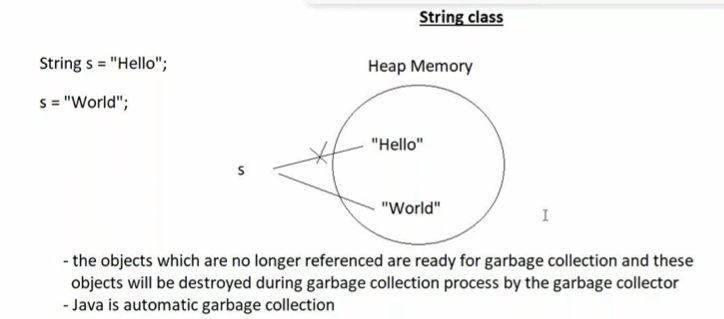 String class
String s = "Hello";
Heap Memory
s = "World";
"Hello"
s
"World"
- the objects which are no longer referenced are ready for garbage collection and these
objects will be destroyed during garbage collection process by the garbage collector
- Java is automatic garbage collection